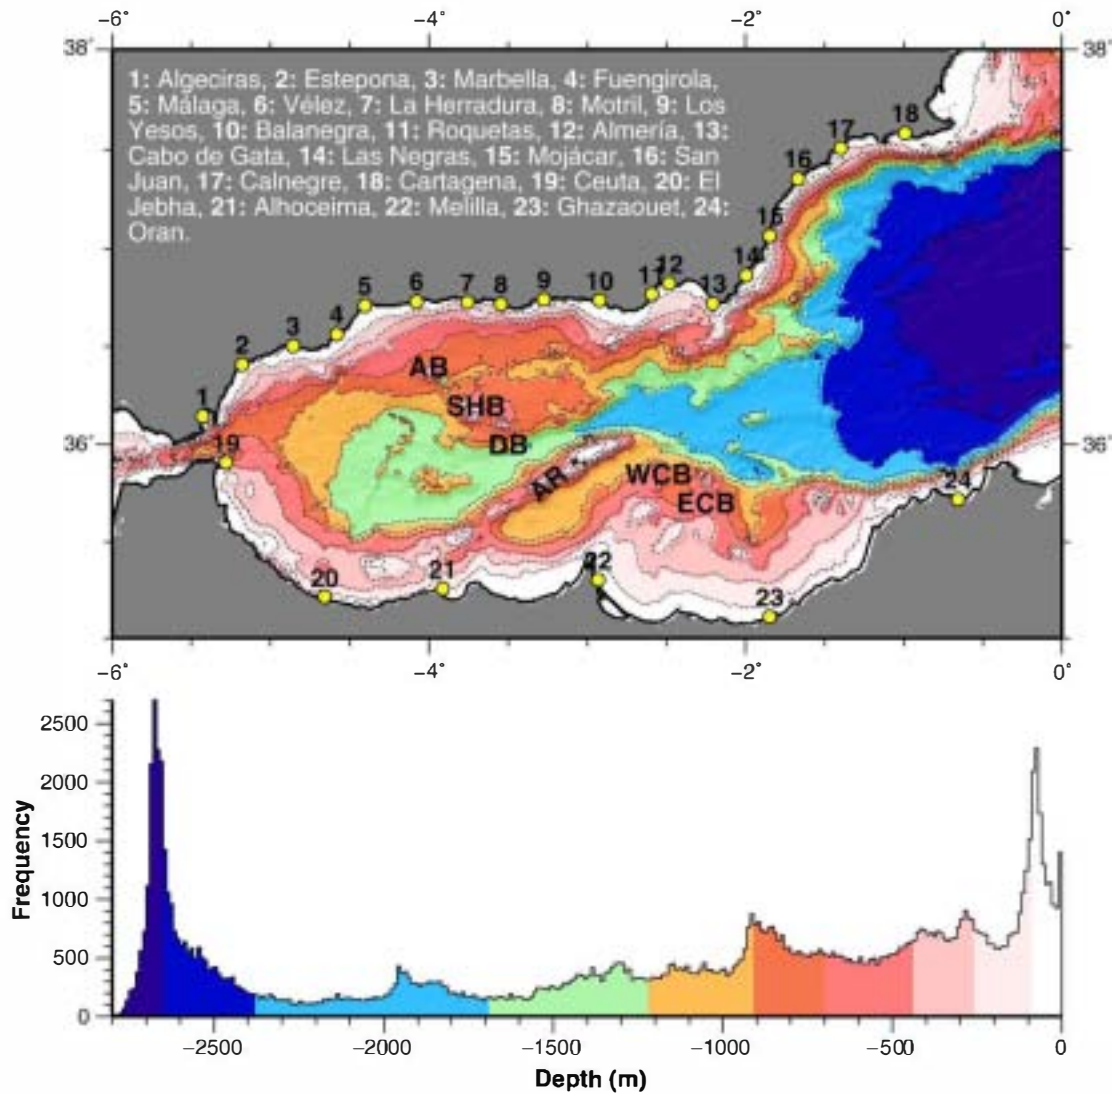 −6° −4° −2° 0°
38° 38°
1: Algeciras, 2: Estepona, 3: Marbella, 4: Fuengirola,
5: Málaga, 6: Vélez, 7: La Herradura, 8: Motril, 9: Los
Yesos, 10: Balanegra, 11: Roquetas, 12: Almería, 13:
Cabo de Gata, 14: Las Negras, 15: Mojácar, 16: San
Juan, 17: Calnegre, 18: Cartagena, 19: Ceuta, 20: El
Jebha, 21: Alhoceima, 22: Melilla, 23: Ghazaouet, 24:
Oran.
18
17
16
15
14
12
11 13
5 6 7 8 9 10
4
3
2
AB
1
SHB
36° 19 DB 36°
AR WCB 24
ECB
20 21 22
23
−6° −4° −2° 0°
2500
2000
1500
1000
500
0
Frequency
−2500 −2000 −1500 −1000 −500 0
Depth (m)